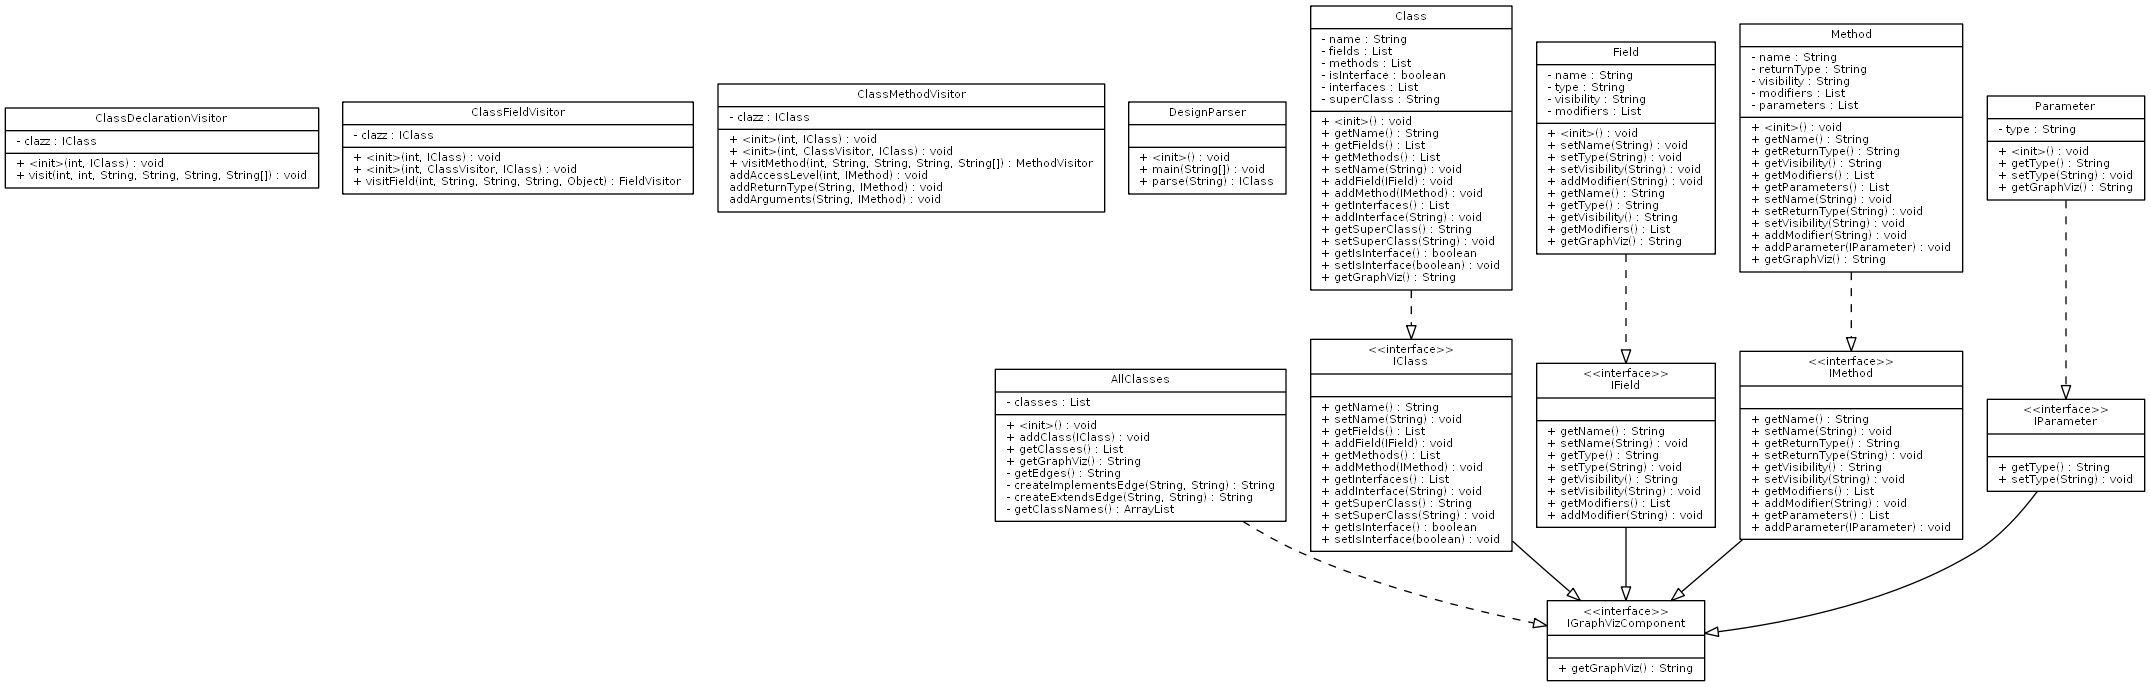 ClassDeclarationVisitor
- clazz : IClass
+ <init>(int, IClass) : void
+ visit(int, int, String, String, String, String[]) : void
ClassFieldVisitor
- clazz : IClass
+ <init>(int, IClass) : void
+ <init>(int, ClassVisitor, IClass) : void
+ visitField(int, String, String, String, Object) : FieldVisitor
ClassMethodVisitor
- clazz : IClass
+ <init>(int, IClass) : void
+ <init>(int, ClassVisitor, IClass) : void
+ visitMethod(int, String, String, String, String[]) : MethodVisitor
addAccessLevel(int, IMethod) : void
addReturnType(String, IMethod) : void
addArguments(String, IMethod) : void
DesignParser
+ <init>() : void
+ main(String[]) : void
+ parse(String) : IClass
Class
- name : String
- fields : List
- methods : List
- isInterface : boolean
- interfaces : List
- superClass : String
+ <init>() : void
+ getName() : String
+ getFields() : List
+ getMethods() : List
+ setName(String) : void
+ addField(IField) : void
+ addMethod(IMethod) : void
+ getInterfaces() : List
+ addInterface(String) : void
+ getSuperClass() : String
+ setSuperClass(String) : void
+ getIsInterface() : boolean
+ setIsInterface(boolean) : void
+ getGraphViz() : String
Field
- name : String
- type : String
- visibility : String
- modifiers : List
+ <init>() : void
+ setName(String) : void
+ setType(String) : void
+ setVisibility(String) : void
+ addModifier(String) : void
+ getName() : String
+ getType() : String
+ getVisibility() : String
+ getModifiers() : List
+ getGraphViz() : String
Method
- name : String
- returnType : String
- visibility : String
- modifiers : List
- parameters : List
+ <init>() : void
+ getName() : String
+ getReturnType() : String
+ getVisibility() : String
+ getModifiers() : List
+ getParameters() : List
+ setName(String) : void
+ setReturnType(String) : void
+ setVisibility(String) : void
+ addModifier(String) : void
+ addParameter(IParameter) : void
+ getGraphViz() : String
Parameter
- type : String
+ <init>() : void
+ getType() : String
+ setType(String) : void
+ getGraphViz() : String
AllClasses
- classes : List
+ <init>() : void
+ addClass(IClass) : void
+ getClasses() : List
+ getGraphViz() : String
- getEdges() : String
- createImplementsEdge(String, String) : String
- createExtendsEdge(String, String) : String
- getClassNames() : ArrayList
<<interface>>
IClass
+ getName() : String
+ setName(String) : void
+ getFields() : List
+ addField(IField) : void
+ getMethods() : List
+ addMethod(IMethod) : void
+ getInterfaces() : List
+ addInterface(String) : void
+ getSuperClass() : String
+ setSuperClass(String) : void
+ getIsInterface() : boolean
+ setIsInterface(boolean) : void
<<interface>>
IField
+ getName() : String
+ setName(String) : void
+ getType() : String
+ setType(String) : void
+ getVisibility() : String
+ setVisibility(String) : void
+ getModifiers() : List
+ addModifier(String) : void
<<interface>>
IMethod
+ getName() : String
+ setName(String) : void
+ getReturnType() : String
+ setReturnType(String) : void
+ getVisibility() : String
+ setVisibility(String) : void
+ getModifiers() : List
+ addModifier(String) : void
+ getParameters() : List
+ addParameter(IParameter) : void
<<interface>>
IParameter
+ getType() : String
+ setType(String) : void
<<interface>>
IGraphVizComponent
+ getGraphViz() : String